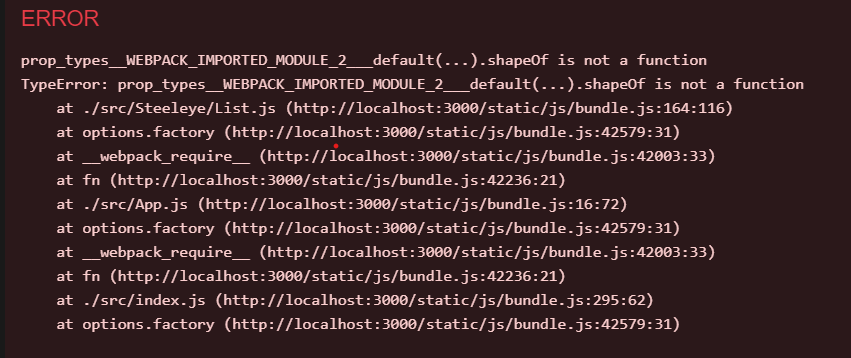 ERROR
prop_types__WEBPACK_IMPORTED_MODULE_2___default(...).shapeOf is not a function
TypeError: prop_types__WEBPACK_IMPORTED_MODULE_2___default(...).shapeOf is not a function
at ./src/Steeleye/List.js (http://localhost:3000/static/js/bundle.js:164:116)
at options.factory (http://localhost:3000/static/js/bundle.js:42579:31)
at __webpack_require__ (http://localhost:3000/static/js/bundle.js:42003:33)
at fn (http://localhost:3000/static/js/bundle.js:42236:21)
at ./src/App.js (http://localhost:3000/static/js/bundle.js:16:72)
at options.factory (http://localhost:3000/static/js/bundle.js:42579:31)
at __webpack_require__ (http://localhost:3000/static/js/bundle.js:42003:33)
at fn (http://localhost:3000/static/js/bundle.js:42236:21)
at ./src/index.js (http://localhost:3000/static/js/bundle.js:295:62)
at options.factory (http://localhost:3000/static/js/bundle.js:42579:31)